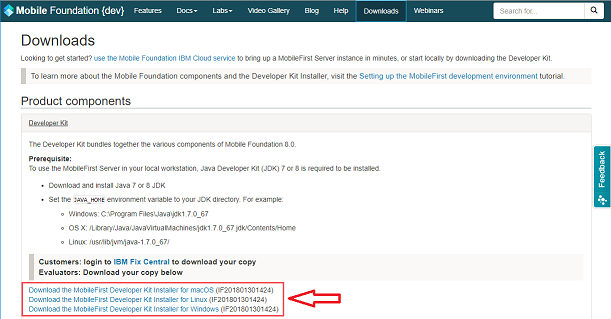 Mobile Foundation {dev} Features Docs Labs Video Gallery Blog Help Downloads Webinars Search for...
Downloads
Looking to get started? use the Mobile Foundation IBM Cloud service to bring up a MobileFirst Server instance in minutes, or start locally by downloading the Developer Kit.
To learn more about the Mobile Foundation components and the Developer Kit Installer, visit the Setting up the MobileFirst development environment tutorial.
Product components
Developer Kit
The Developer Kit bundles together the various components of Mobile Foundation 8.0.
Prerequisite:
To use the MobileFirst Server in your local workstation, Java Developer Kit (JDK) 7 or 8 is required to be installed.
• Download and install Java 7 or 8 JDK
• Set the JAVA_HOME environment variable to your JDK directory. For example:
Windows: C:\Program Files\Java\jdk1.7.0_67
OS X: /Library/Java/JavaVirtualMachines/jdk1.7.0_67.jdk/Contents/Home
Linux: /usr/lib/jvm/java-1.7.0_67/
Customers: login to IBM Fix Central to download your copy
Evaluators: Download your copy below
Download the MobileFirst Developer Kit Installer for macOS (IF201801301424)
Download the MobileFirst Developer Kit Installer for Linux (IF201801301424)
Download the MobileFirst Developer Kit Installer for Windows (IF201801301424)
Feedback